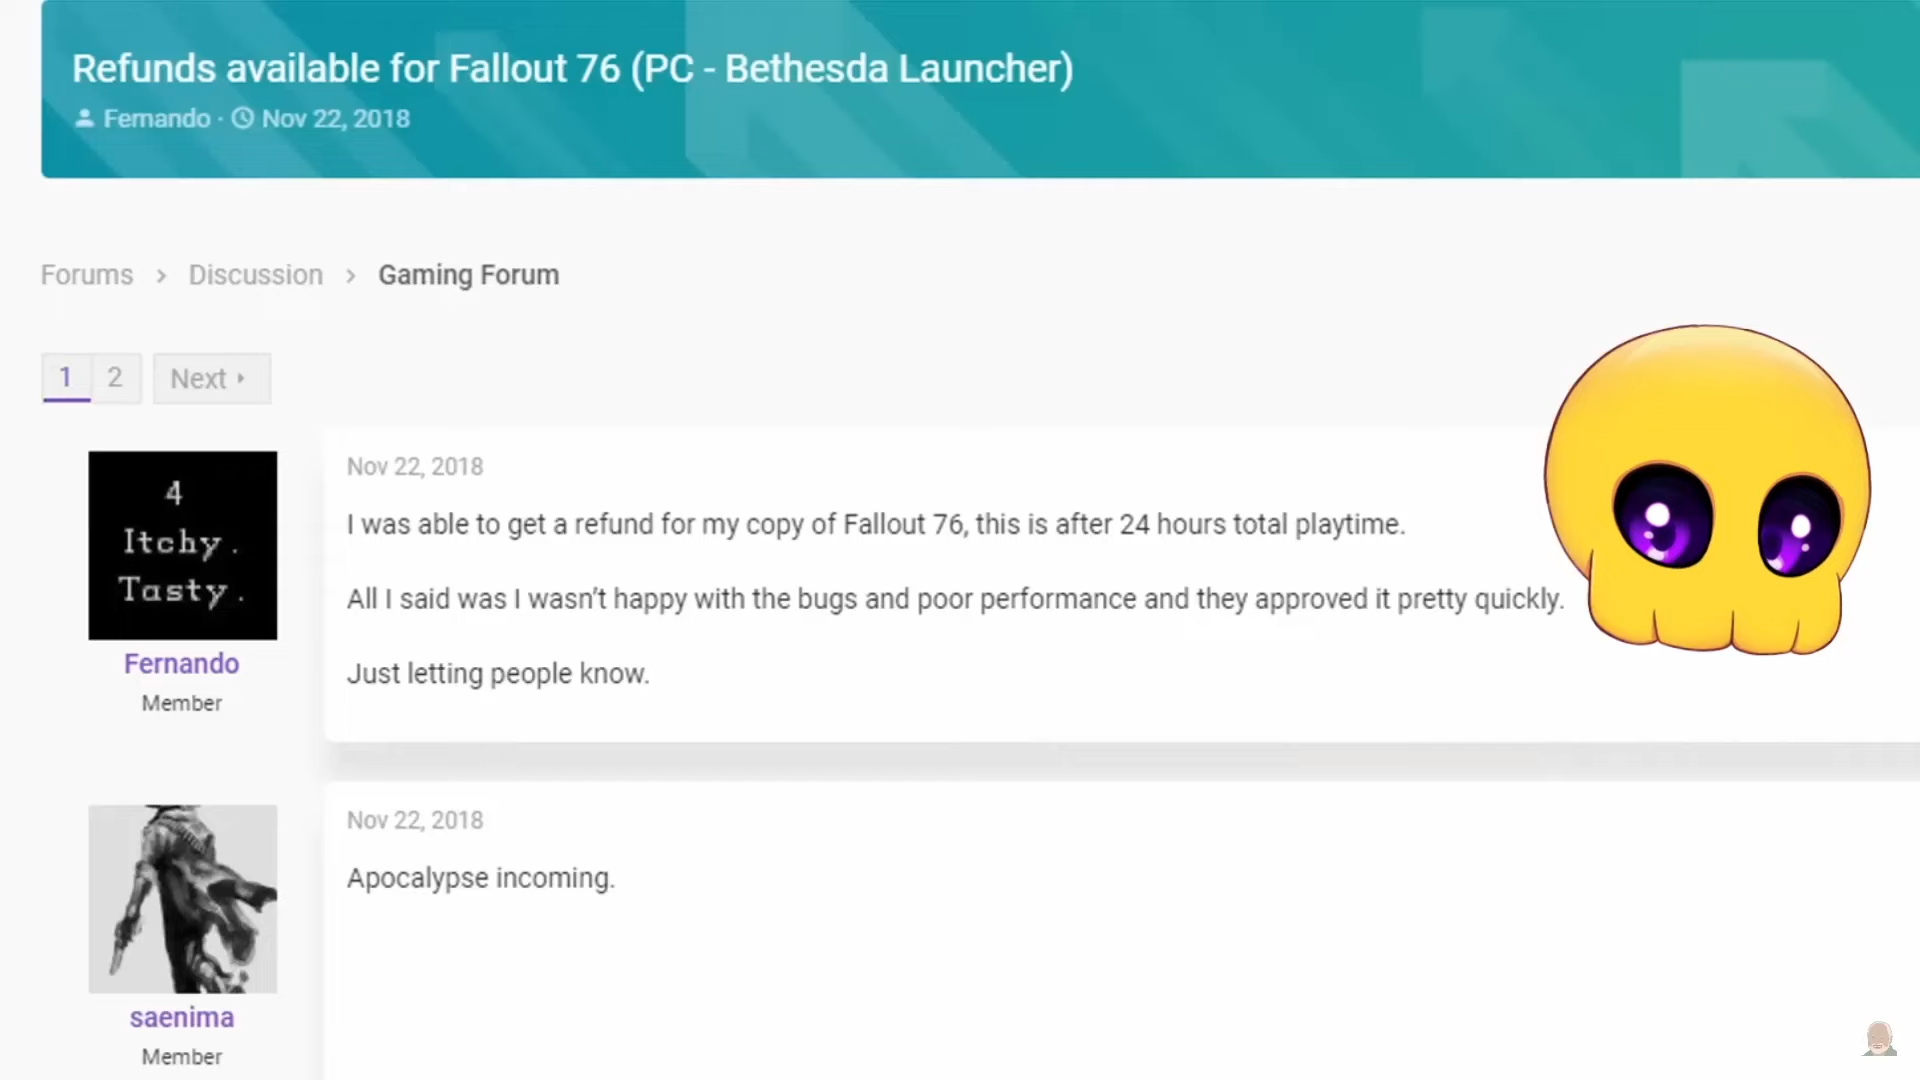 Refunds available for Fallout 76 (PC - Bethesda Launcher)
Fernando · Nov 22, 2018
Forums > Discussion > Gaming Forum
1 2 Next
4
Itchy.
Tasty.
Fernando
Member
Nov 22, 2018
I was able to get a refund for my copy of Fallout 76, this is after 24 hours total playtime.
All I said was I wasn't happy with the bugs and poor performance and they approved it pretty quickly.
Just letting people know.
saenima
Member
Nov 22, 2018
Apocalypse incoming.